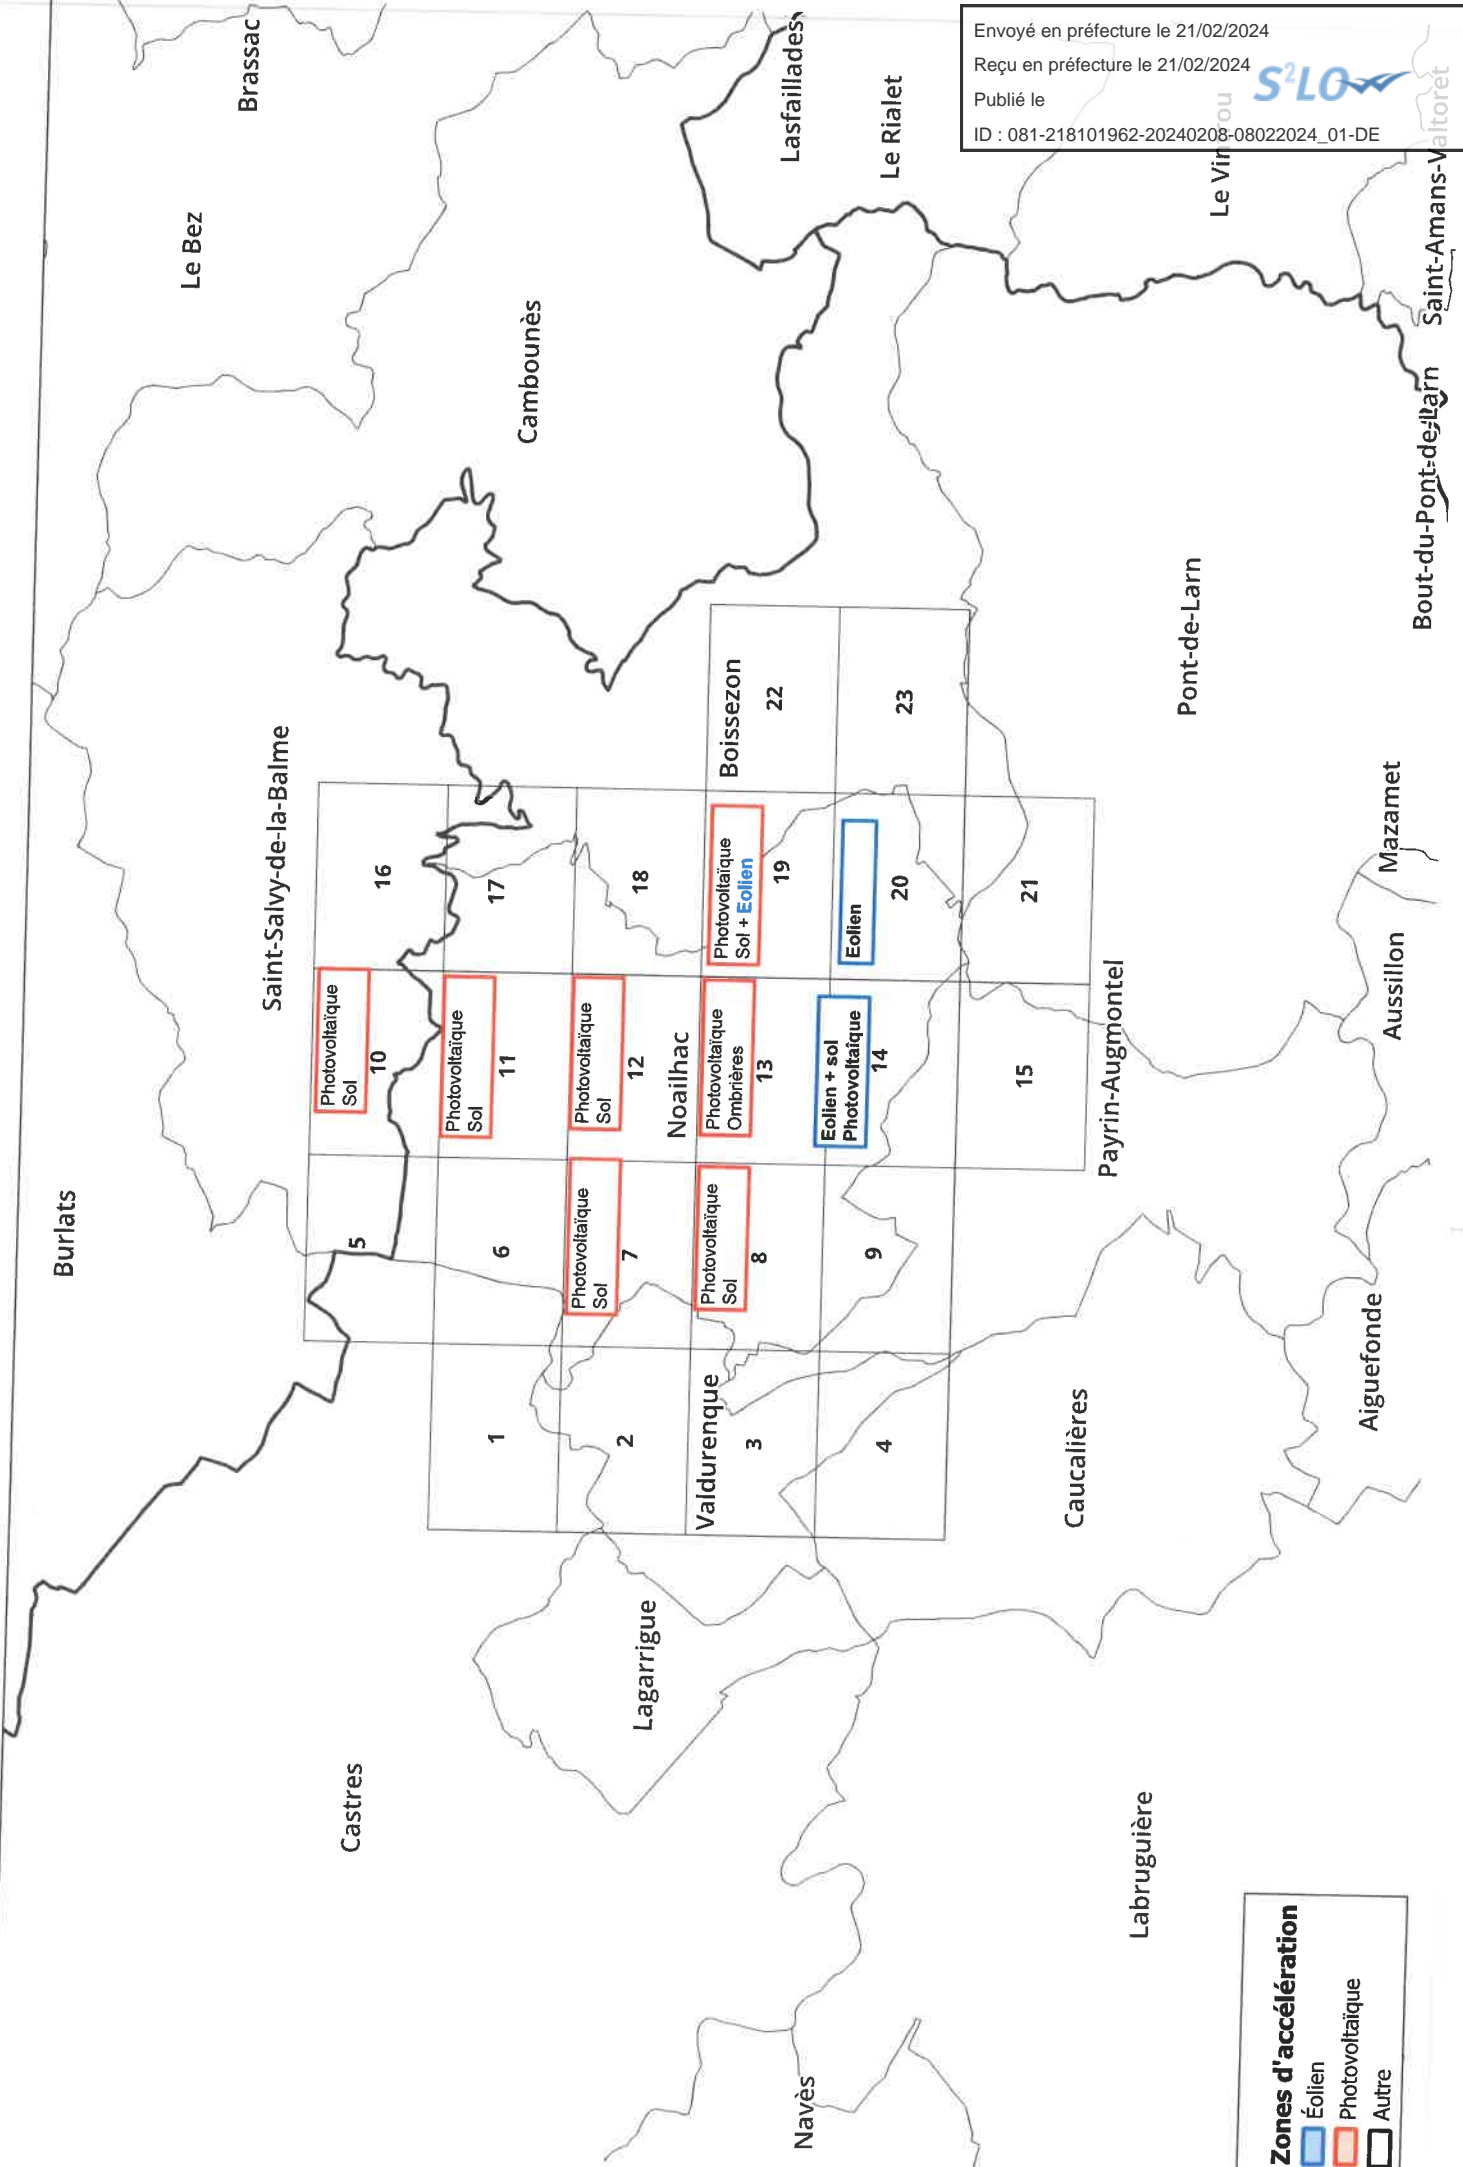 Envoyé en préfecture le 21/02/2024
Reçu en préfecture le 21/02/2024
Publié le
S²LO
ID : 081-218101962-20240208-08022024_01-DE
Burlats
Saint-Salvy-de-la-Balme
Le Bez
Brassac
Castres
Cambounès
Lasfaillades
Le Rialet
Le Vintrou
Saint-Amans-Valtoret
Bout-du-Pont-de-Larn
Pont-de-Larn
Boissezon
Noailhac
Valdurenque
Lagarrigue
Navès
Labruguière
Caucalières
Payrin-Augmontel
Aiguefonde
Aussillon
Mazamet
1
2
3
4
5
6
Photovoltaïque
Sol
7
Photovoltaïque
Sol
8
9
Photovoltaïque
Sol
10
Photovoltaïque
Sol
11
Photovoltaïque
Sol
12
Photovoltaïque
Ombrières
13
Eolien + sol
Photovoltaïque
14
15
16
17
18
Photovoltaïque
Sol + Eolien
19
Eolien
20
21
22
23
Zones d'accélération
Éolien
Photovoltaïque
Autre